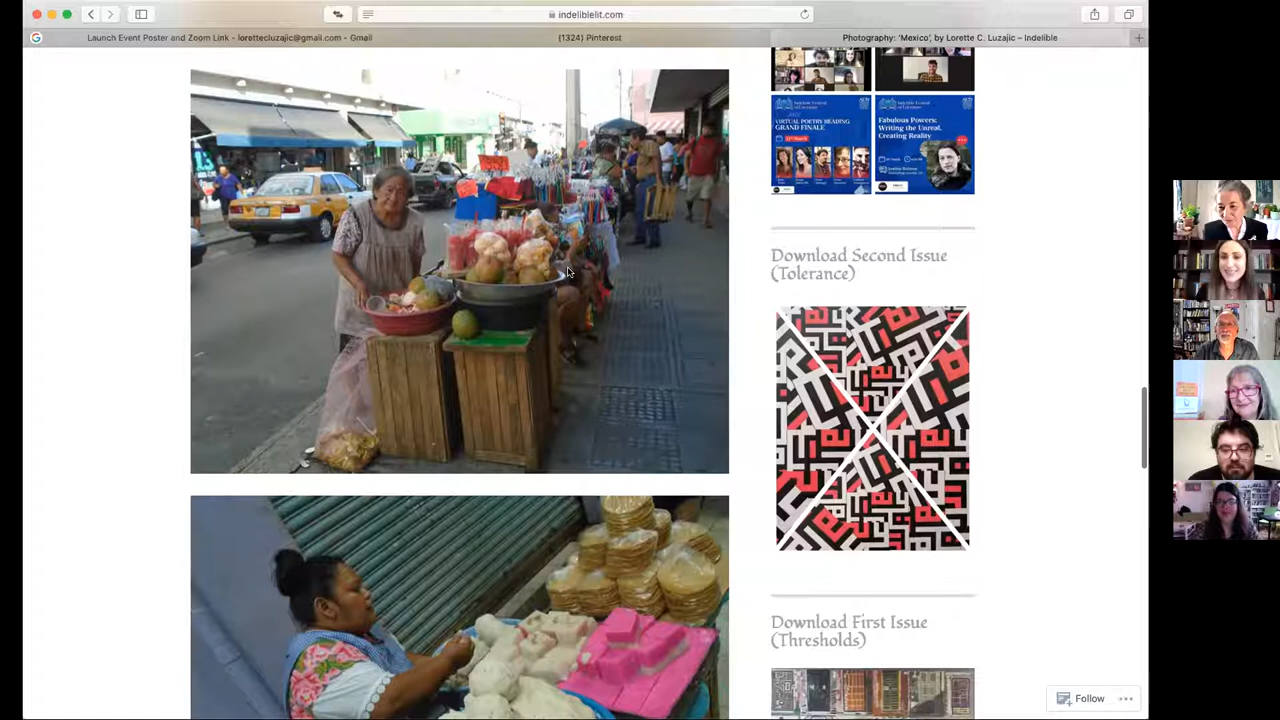 indeliblelit.com
Launch Event Poster and Zoom Link - lorettecluzajic@gmail.com - Gmail
(1324) Pinterest
Photography: 'Mexico', by Lorette C. Luzajic – Indelible
VIRTUAL POETRY READING
GRAND FINALE
Fabulous Powers:
Writing the Unreal,
Creating Reality
Download Second Issue
(Tolerance)
Download First Issue
(Thresholds)
Follow